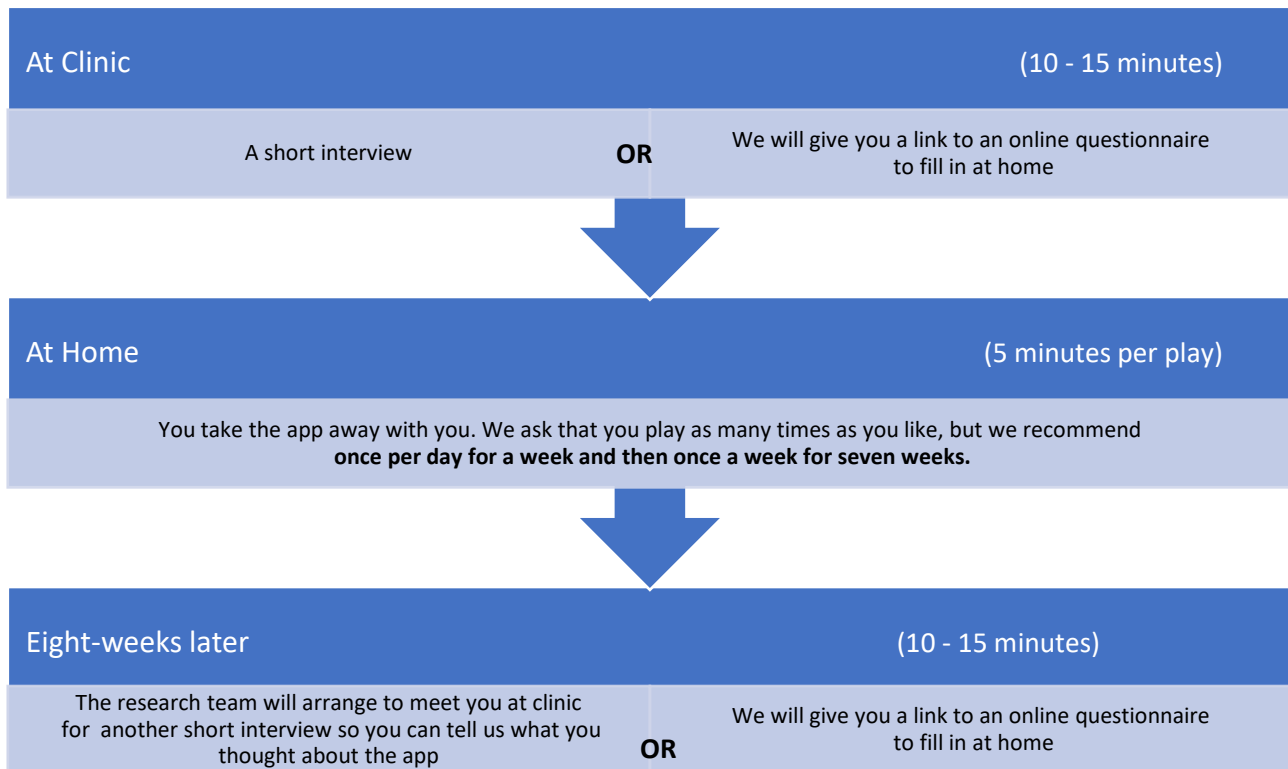 At Clinic (10 - 15 minutes)
A short interview
OR
We will give you a link to an online questionnaire
to fill in at home
At Home (5 minutes per play)
You take the app away with you. We ask that you play as many times as you like, but we recommend
once per day for a week and then once a week for seven weeks.
Eight-weeks later (10 - 15 minutes)
The research team will arrange to meet you at clinic
for another short interview so you can tell us what you
thought about the app
OR
We will give you a link to an online questionnaire
to fill in at home